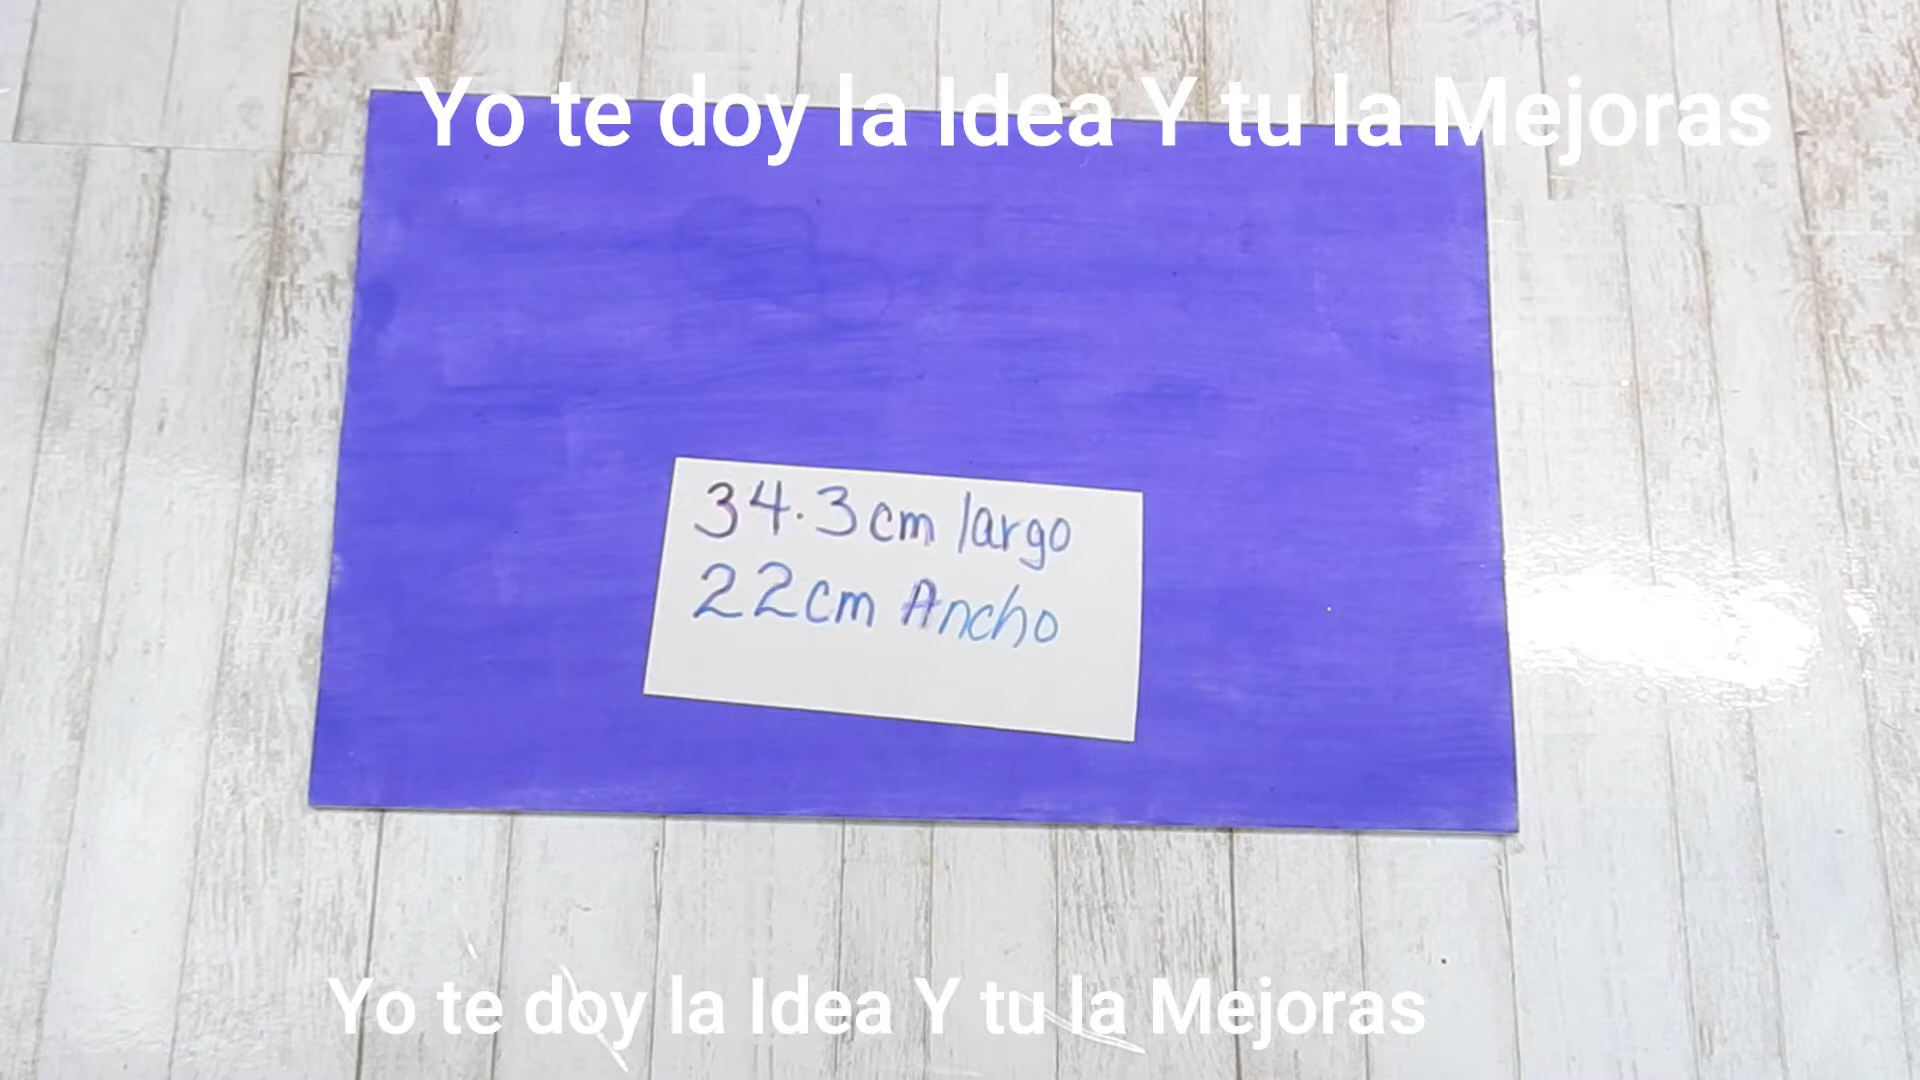 Yo te doy la Idea Y tu la Mejoras
34.3cm largo
22cm Ancho
Yo te doy la Idea Y tu la Mejoras